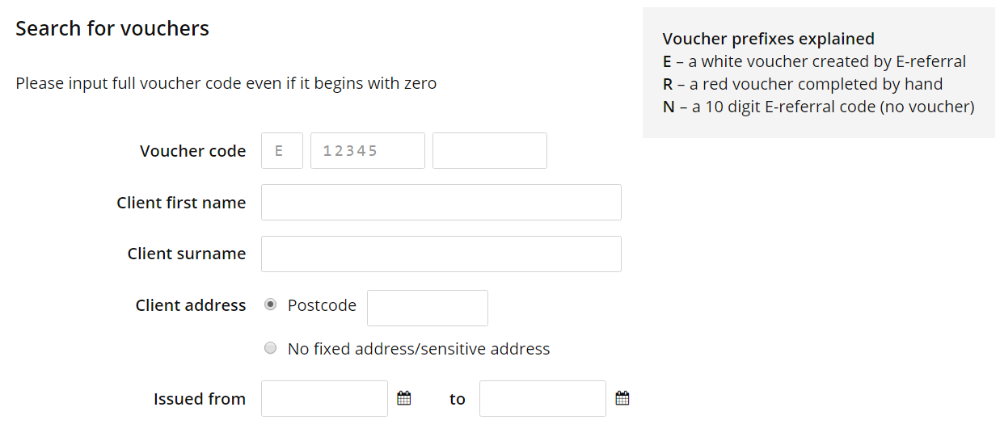 Search for vouchers
Please input full voucher code even if it begins with zero
Voucher code E 12345
Client first name
Client surname
Client address Postcode
No fixed address/sensitive address
Issued from to
Voucher prefixes explained
E – a white voucher created by E-referral
R – a red voucher completed by hand
N – a 10 digit E-referral code (no voucher)